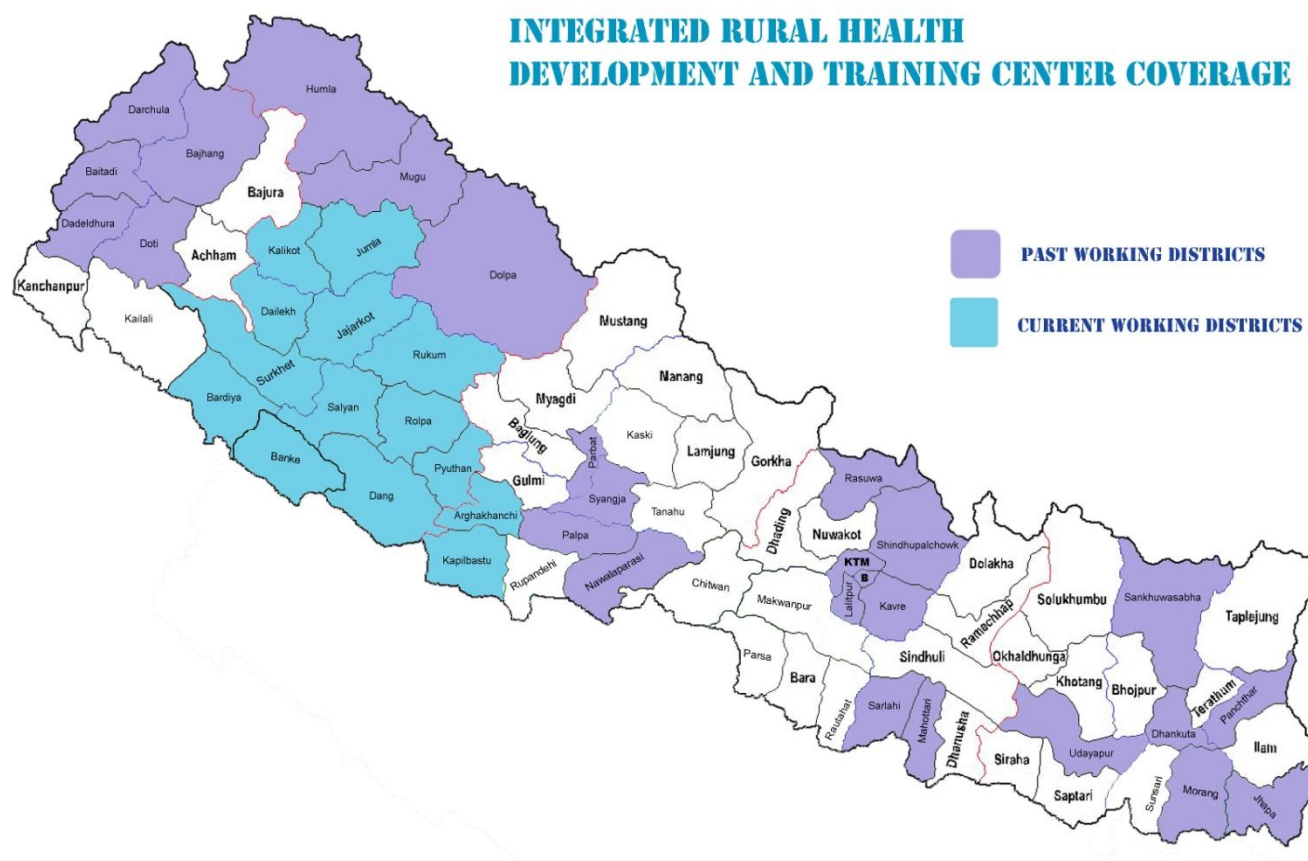 INTEGRATED RURAL HEALTH
DEVELOPMENT AND TRAINING CENTER COVERAGE
Humla
Darchula
Bajhang
Baitadi
Mugu
Bajura
Dadeldhura
Doti
Achham
Kalikot
Jumla
PAST WORKING DISTRICTS
Dolpa
Kanchanpur
Kailali
Dailekh
Jajarkot
Mustang
CURRENT WORKING DISTRICTS
Rukum
Surkhet
Nanang
Bardiya
Salyan
Myagdi
Rolpa
Baglung
Kaski
Lamjung
Parbat
Banke
Pyuthan
Gorkha
Gulmi
Rasuwa
Dang
Syangja
Arghakhanchi
Tanahu
Dhading
Nuwakot
Shindhupalchowk
Palpa
KTM
Dolakha
Kapilbastu
Rupandehi
Nawalaparasi
B
Chitwan
Lalitpur
Kavre
Makwanpur
Ramechhap
Solukhumbu
Sankhuwasabha
Taplejung
Sindhuli
Okhaldhunga
Parsa
Bara
Khotang
Bhojpur
Terathum
Panchthar
Rautahat
Sarlahi
Mahottari
Dhanusha
Dhankuta
Udayapur
Ilam
Siraha
Saptari
Sunsari
Morang
Jhapa